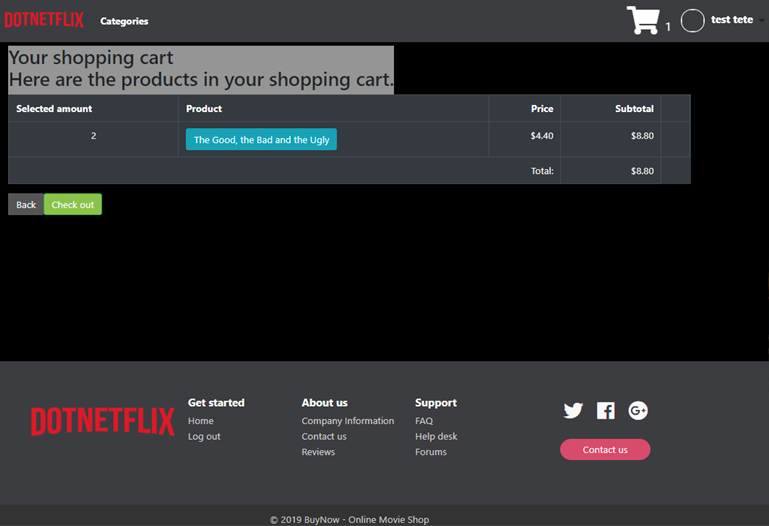 DOTNETFLIX Categories 1 test tete
Your shopping cart
Here are the products in your shopping cart.
Selected amount Product Price Subtotal
2 The Good, the Bad and the Ugly $4.40 $8.80
Total: $8.80
Back Check out
DOTNETFLIX
Get started
Home
Log out
About us
Company Information
Contact us
Reviews
Support
FAQ
Help desk
Forums
G+
Contact us
© 2019 BuyNow - Online Movie Shop